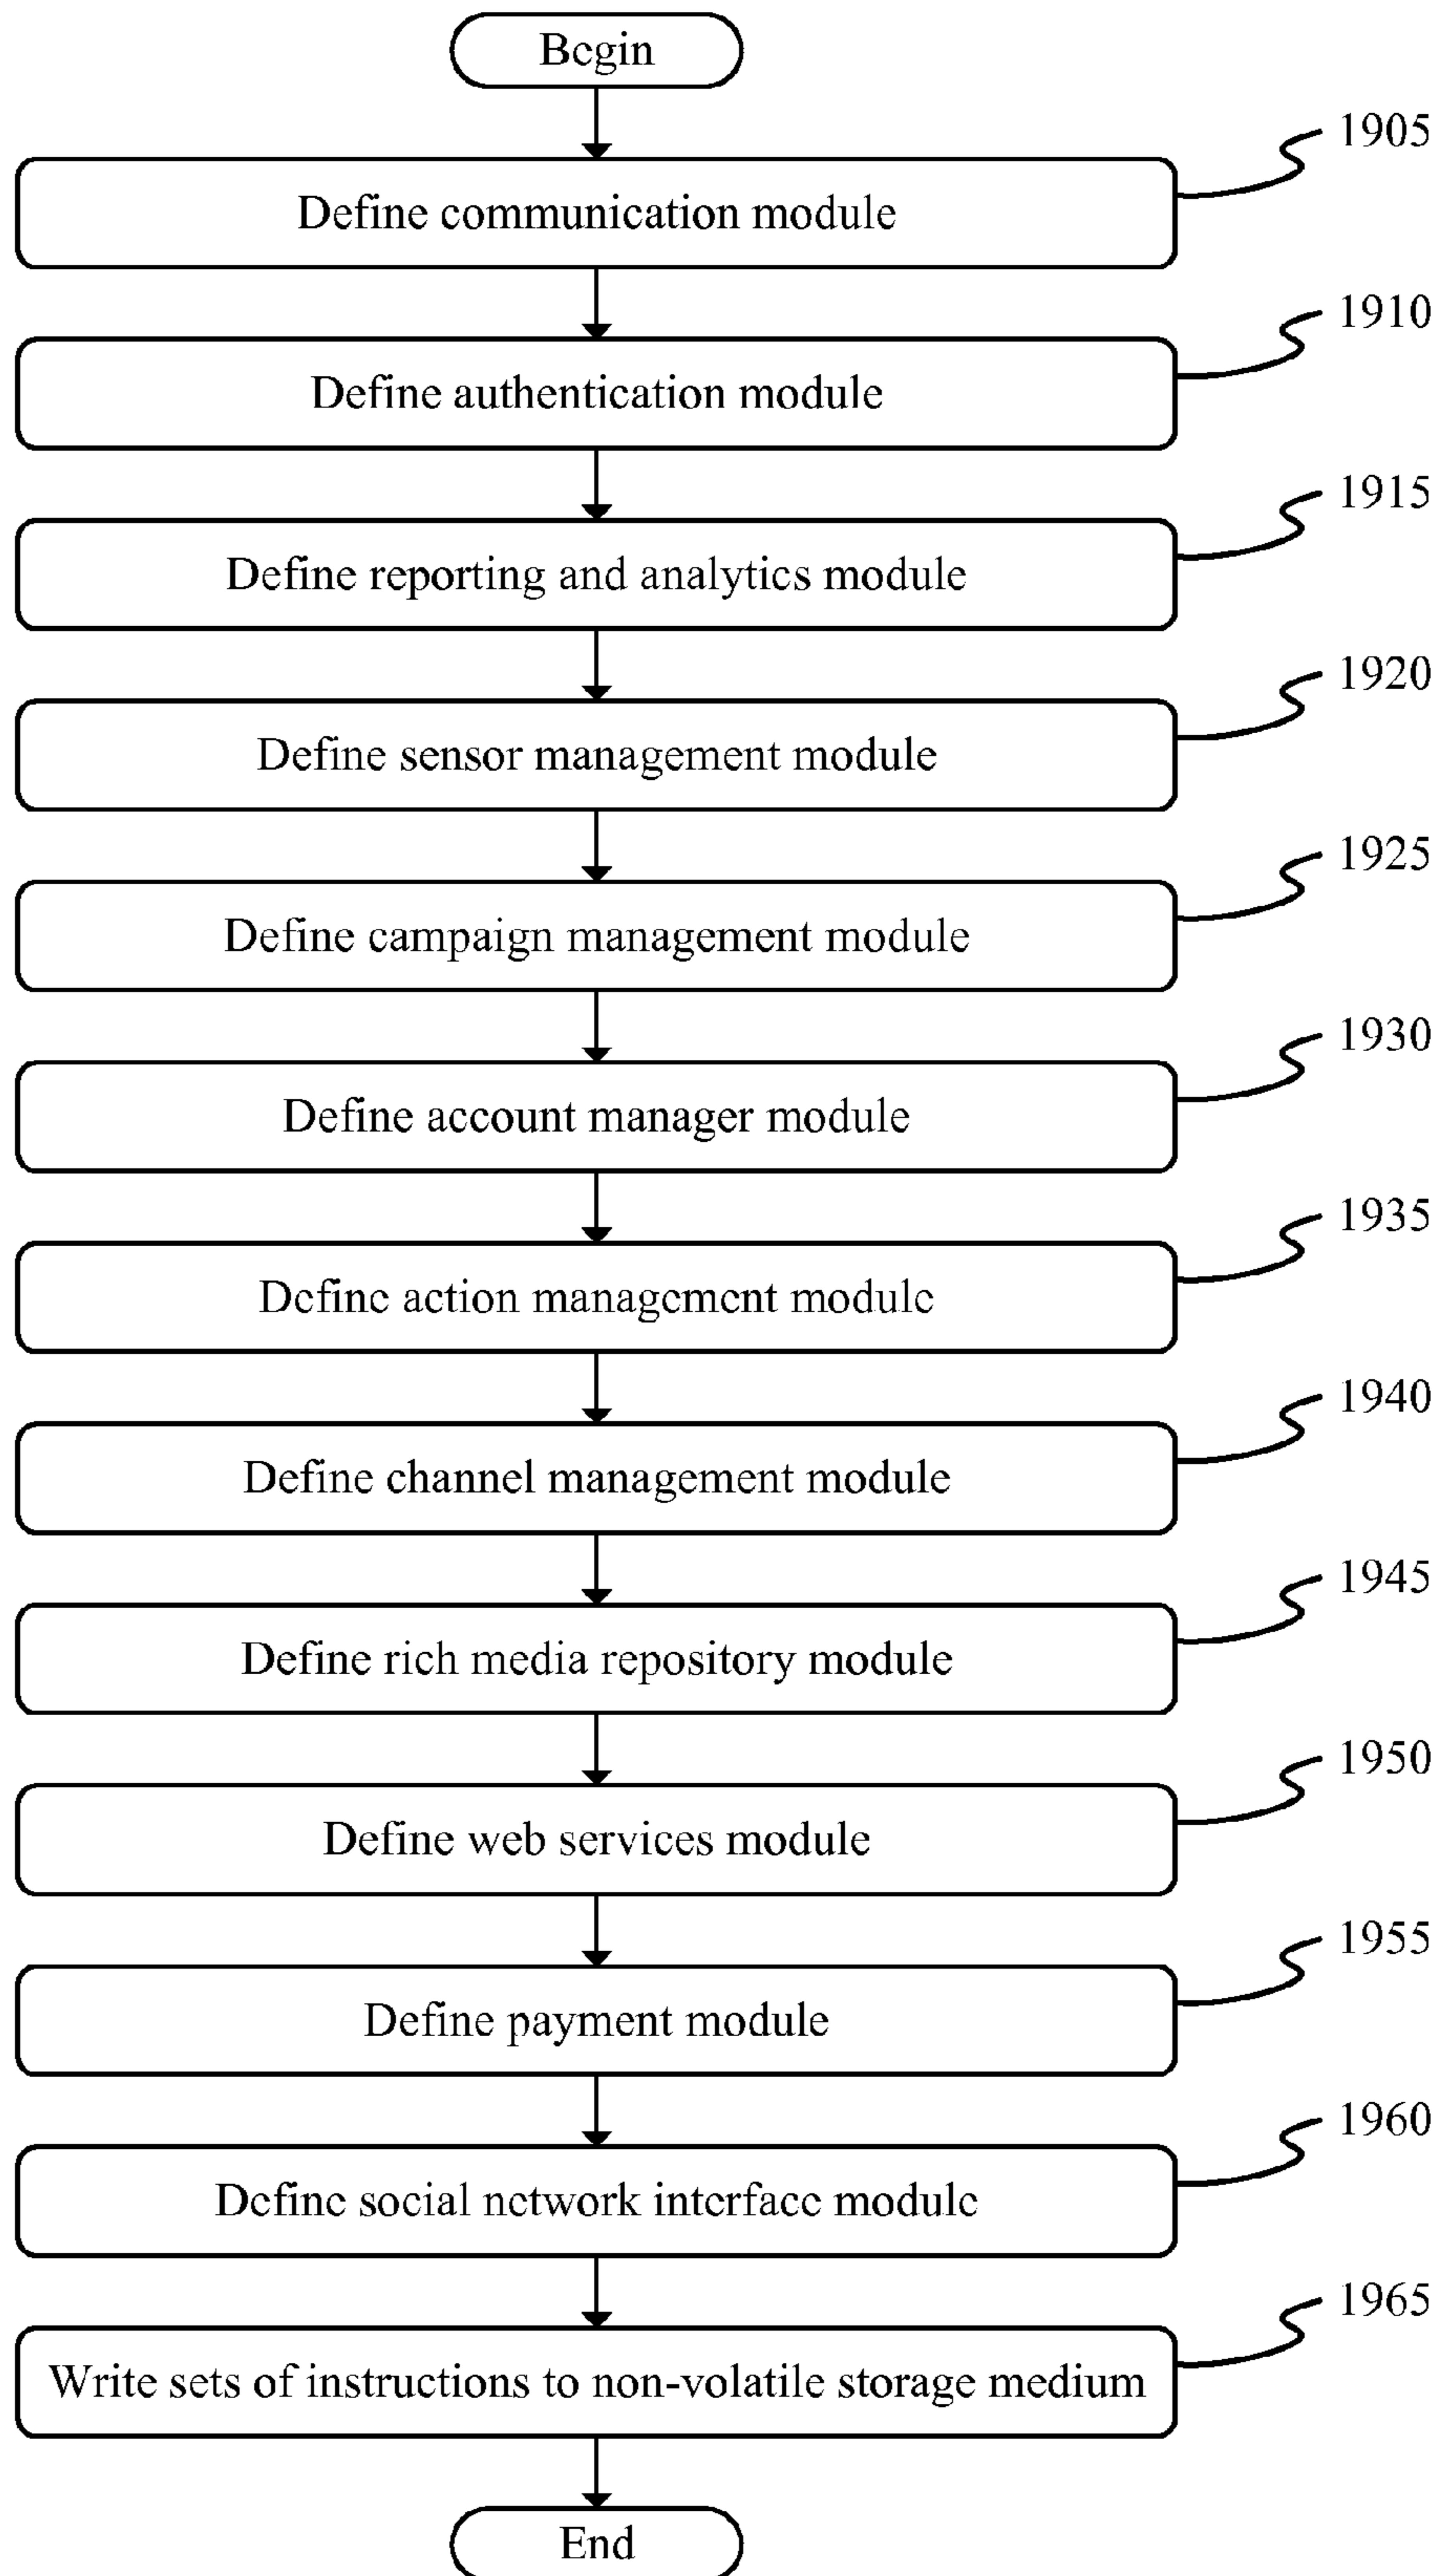 Begin
1905
Define communication module
1910
Define authentication module
1915
Define reporting and analytics module
1920
Define sensor management module
1925
Define campaign management module
1930
Define account manager module
1935
Define action management module
1940
Define channel management module
1945
Define rich media repository module
1950
Define web services module
1955
Define payment module
1960
Define social network interface module
1965
Write sets of instructions to non-volatile storage medium
End